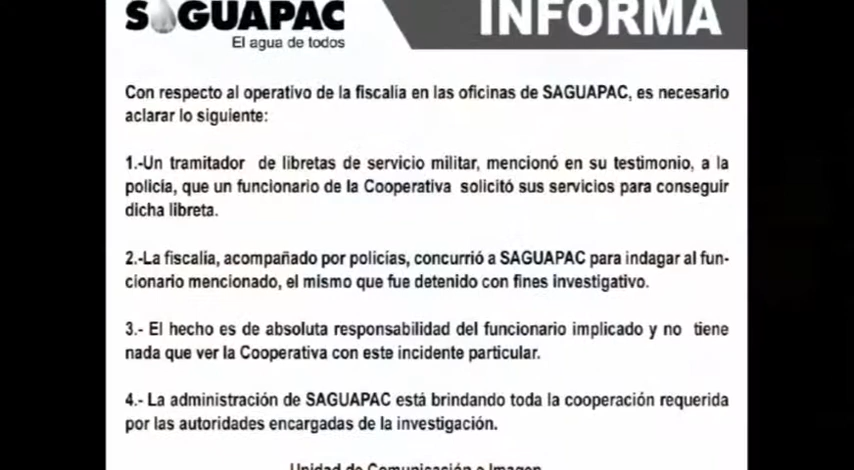 SAGUAPAC
INFORMA
El agua de todos
Con respecto al operativo de la fiscalía en las oficinas de SAGUAPAC, es necesario
aclarar lo siguiente:
1.-Un tramitador de libretas de servicio militar, mencionó en su testimonio, a la
policía, que un funcionario de la Cooperativa solicitó sus servicios para conseguir
dicha libreta.
2.-La fiscalía, acompañado por policías, concurrió a SAGUAPAC para indagar al fun-
cionario mencionado, el mismo que fue detenido con fines investigativo.
3.- El hecho es de absoluta responsabilidad del funcionario implicado y no tiene
nada que ver la Cooperativa con este incidente particular.
4.- La administración de SAGUAPAC está brindando toda la cooperación requerida
por las autoridades encargadas de la investigación.
Unidad de Comunicación e Imagen